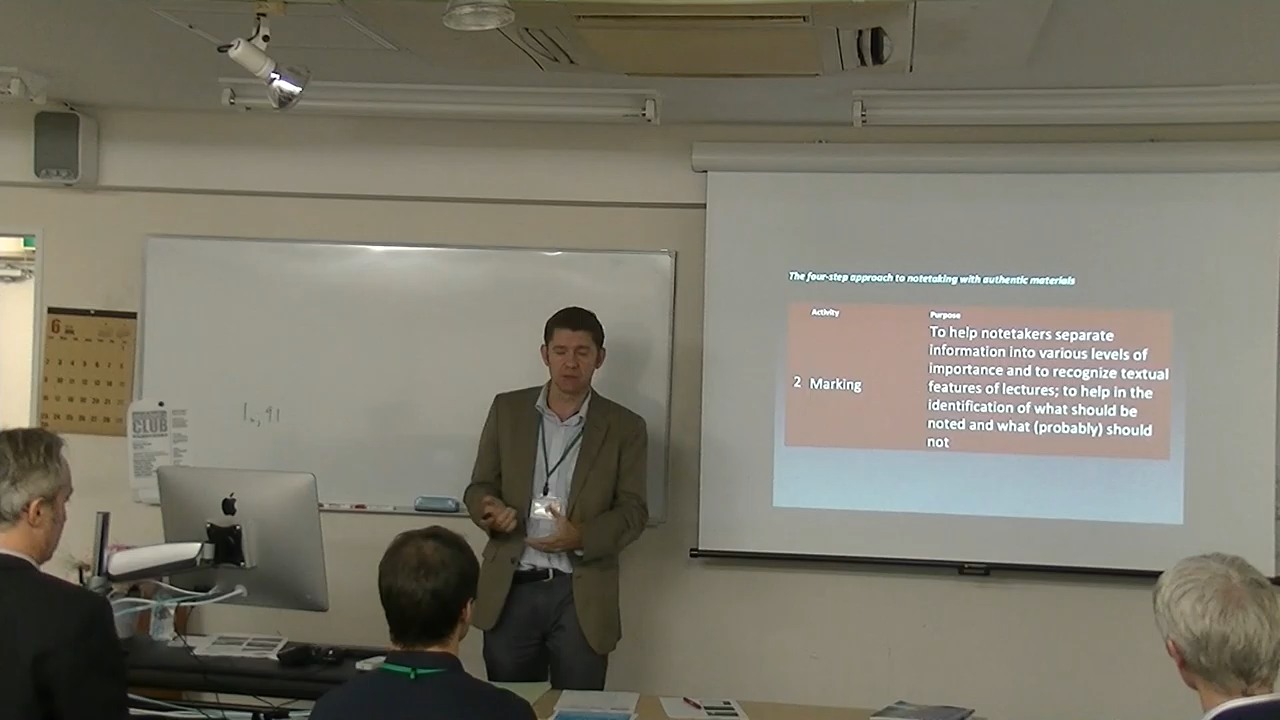 The four-step approach to notetaking with authentic materials
Activity
Purpose
2 Marking
To help notetakers separate
information into various levels of
importance and to recognize textual
features of lectures; to help in the
identification of what should be
noted and what (probably) should
not
6
CLUB